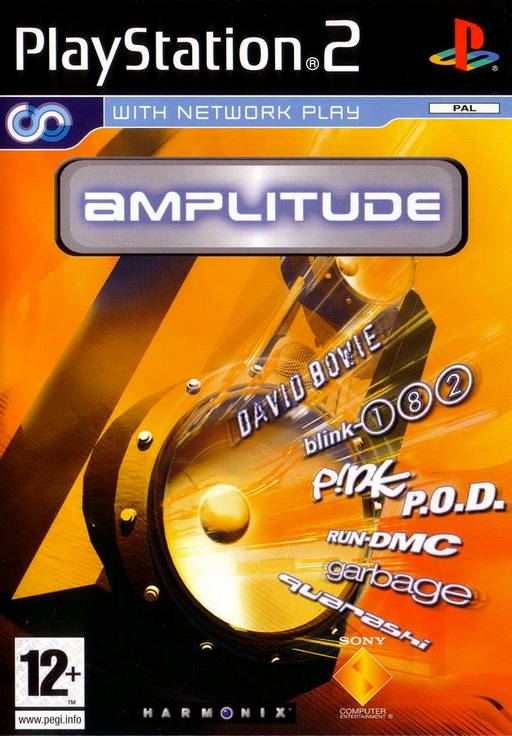 PlayStation®2
WITH NETWORK PLAY
PAL
AMPLITUDE
DAVID BOWIE
blink-182
P!nk
P.O.D.
RUN-DMC
garbage
quarashi
12+
www.pegi.info
HARMONIX
SONY
COMPUTER
ENTERTAINMENT®